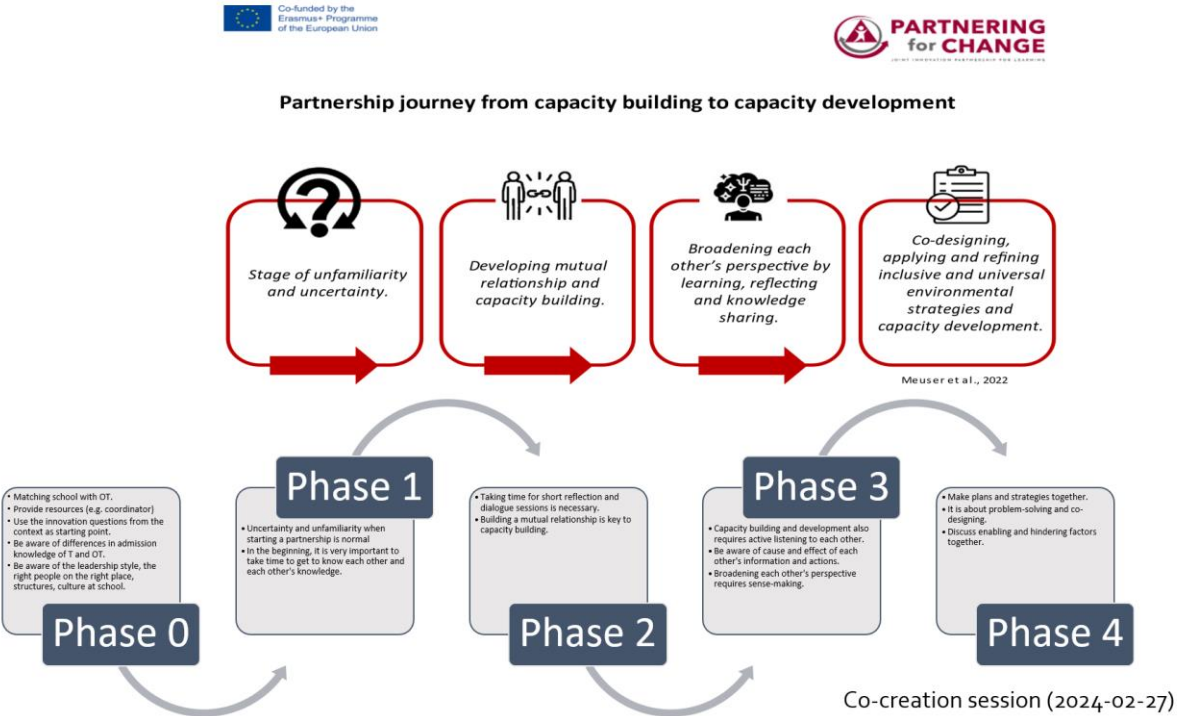 Co-funded by the
Erasmus+ Programme
of the European Union
PARTNERING
for CHANGE
JOINT INNOVATION PARTNERSHIP FOR LEARNING
Partnership journey from capacity building to capacity development
Stage of unfamiliarity
and uncertainty.
Developing mutual
relationship and
capacity building.
Broadening each
other's perspective by
learning, reflecting
and knowledge
sharing.
Co-designing,
applying and refining
inclusive and universal
environmental
strategies and
capacity development.
Meuser et al., 2022
• Matching school with OT.
• Provide resources (e.g. coordinator)
• Use the innovation questions from the
context as starting point.
• Be aware of differences in admission
knowledge of T and OT.
• Be aware of the leadership style, the
right people on the right place,
structures, culture at school.
Phase 0
Phase 1
• Uncertainty and unfamiliarity when
starting a partnership is normal
• In the beginning, it is very important to
take time to get to know each other and
each other's knowledge.
• Taking time for short reflection and
dialogue sessions is necessary.
• Building a mutual relationship is key to
capacity building.
Phase 2
Phase 3
• Capacity building and development also
requires active listening to each other.
• Be aware of cause and effect of each
other's information and actions.
• Broadening each other's perspective
requires sense-making.
• Make plans and strategies together.
• It is about problem-solving and co-
designing.
• Discuss enabling and hindering factors
together.
Phase 4
Co-creation session (2024-02-27)